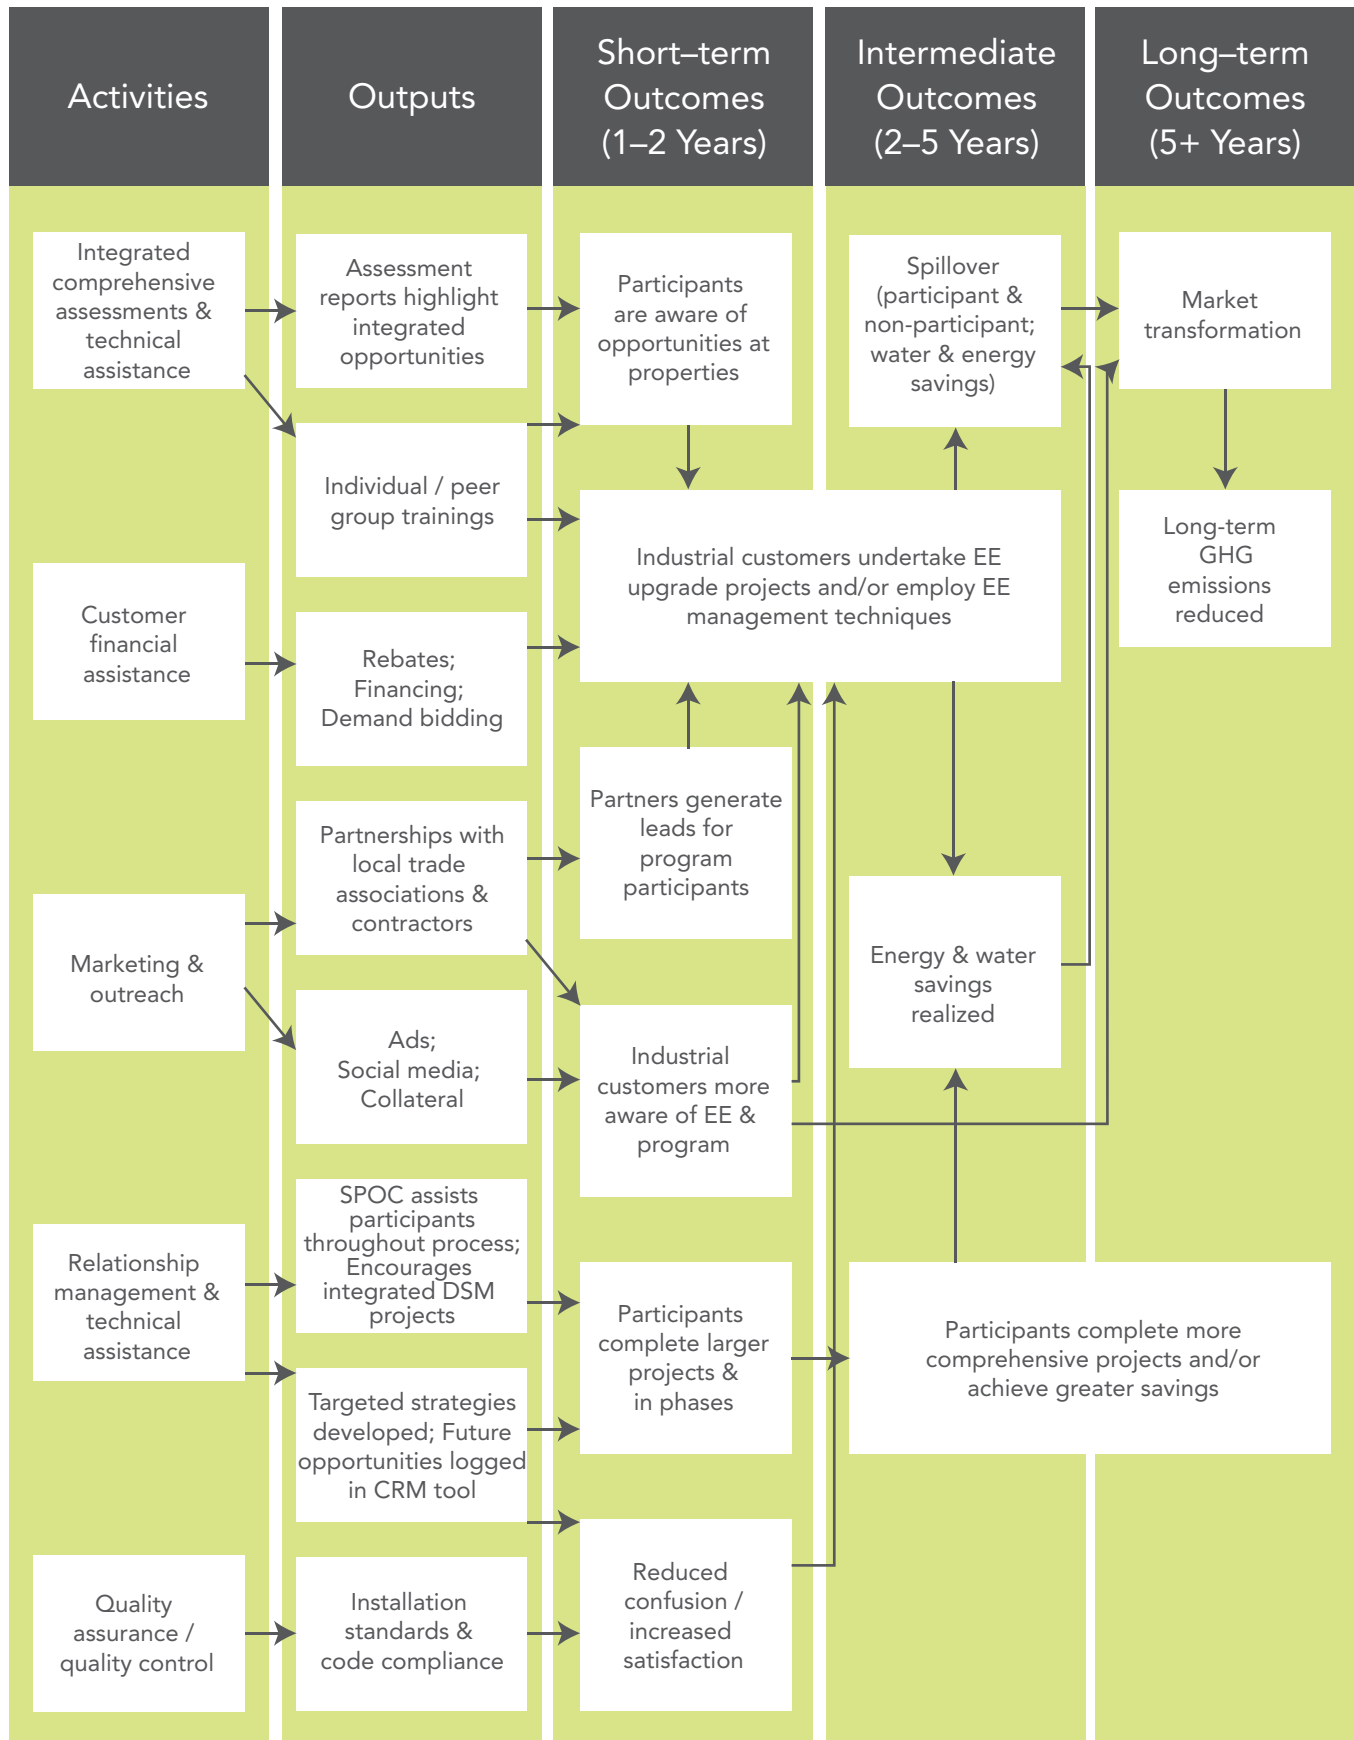 Activities
Outputs
Short–term
Outcomes
(1–2 Years)
Intermediate
Outcomes
(2–5 Years)
Long–term
Outcomes
(5+ Years)
Integrated
comprehensive
assessments &
technical
assistance
Customer
financial
assistance
Marketing &
outreach
Relationship
management &
technical
assistance
Quality
assurance /
quality control
Assessment
reports highlight
integrated
opportunities
Individual / peer
group trainings
Rebates;
Financing;
Demand bidding
Partnerships with
local trade
associations &
contractors
Ads;
Social media;
Collateral
SPOC assists
participants
throughout process;
Encourages
integrated DSM
projects
Targeted strategies
developed; Future
opportunities logged
in CRM tool
Installation
standards &
code compliance
Participants
are aware of
opportunities at
properties
Industrial customers undertake EE
upgrade projects and/or employ EE
management techniques
Partners generate
leads for
program
participants
Industrial
customers more
aware of EE &
program
Participants
complete larger
projects &
in phases
Reduced
confusion /
increased
satisfaction
Spillover
(participant &
non-participant;
water & energy
savings)
Energy & water
savings
realized
Participants complete more
comprehensive projects and/or
achieve greater savings
Market
transformation
Long-term
GHG
emissions
reduced